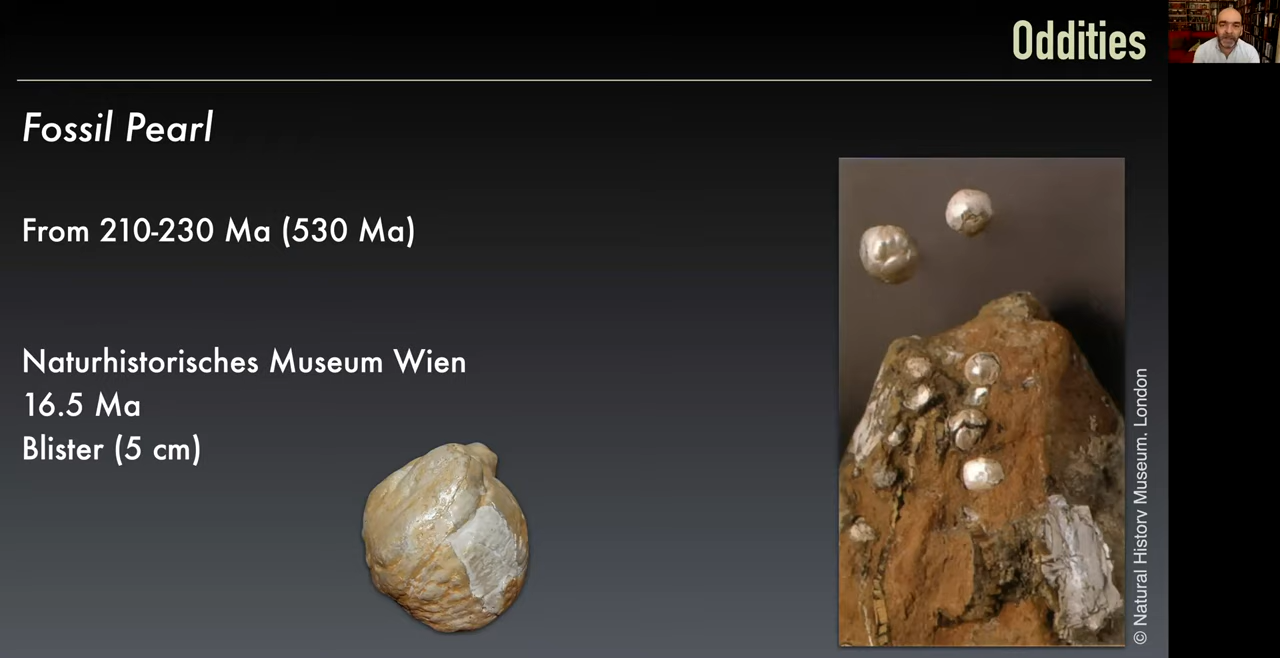 Oddities
Fossil Pearl
From 210-230 Ma (530 Ma)
Naturhistorisches Museum Wien
16.5 Ma
Blister (5 cm)
© Natural History Museum. London